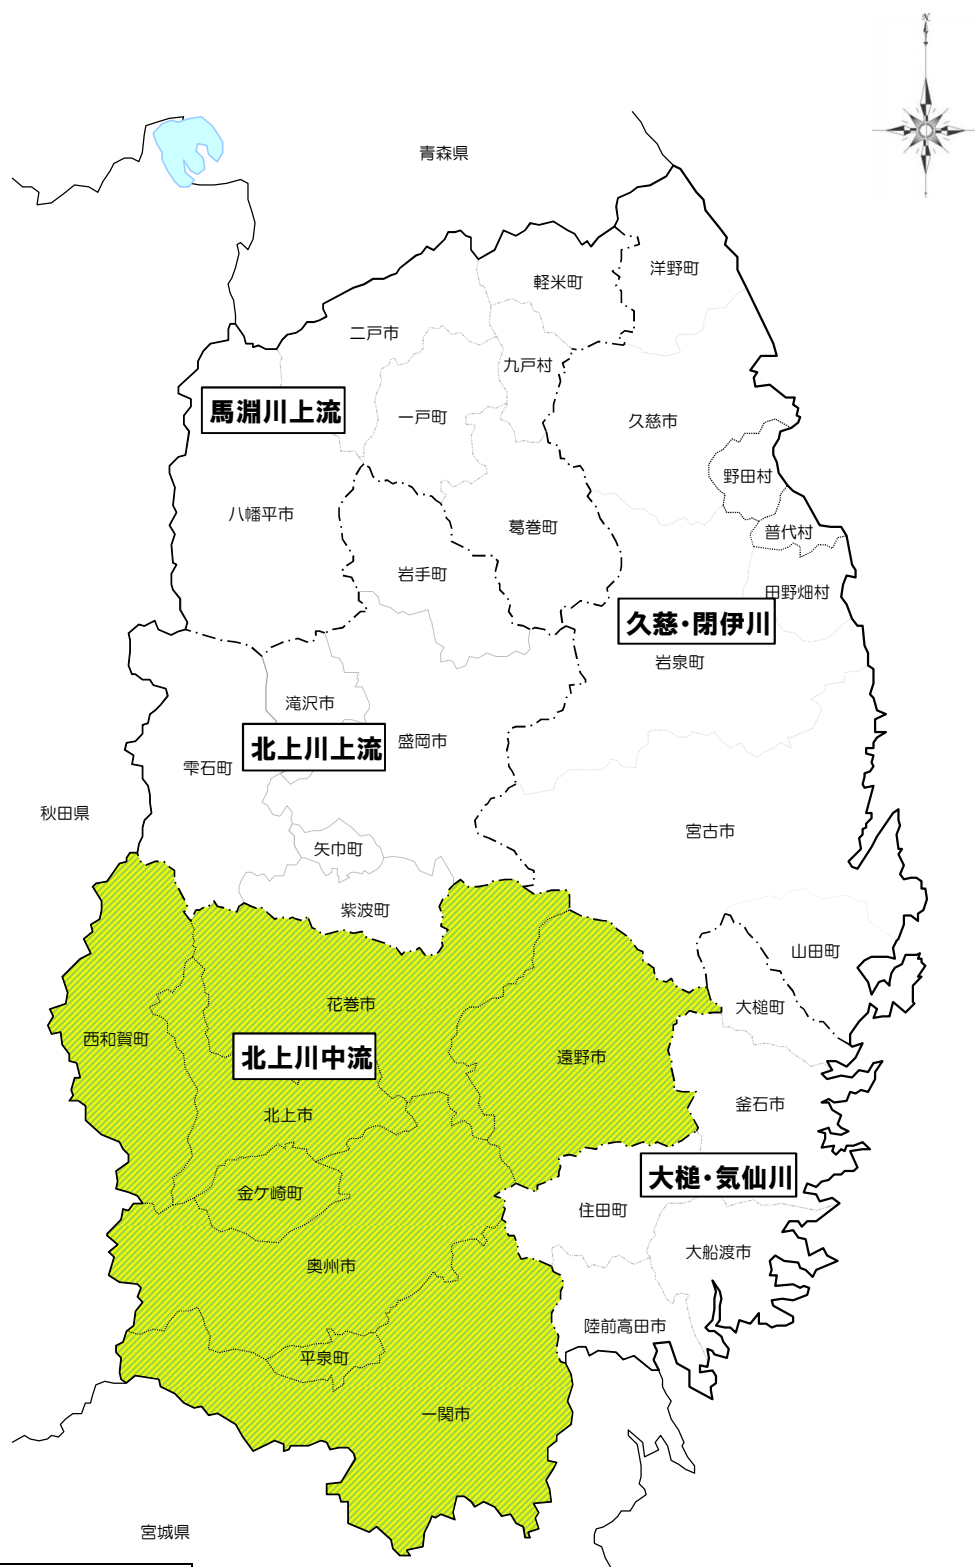 N
青森県
洋野町
軽米町
二戸市
九戸村
馬淵川上流
一戸町
久慈市
野田村
八幡平市
葛巻町
普代村
岩手町
田野畑村
久慈・閉伊川
岩泉町
滝沢市
盛岡市
北上川上流
雫石町
秋田県
宮古市
矢巾町
紫波町
山田町
花巻市
大槌町
西和賀町
北上川中流
遠野市
釜石市
北上市
大槌・気仙川
金ケ崎町
住田町
大船渡市
奥州市
陸前高田市
平泉町
一関市
宮城県